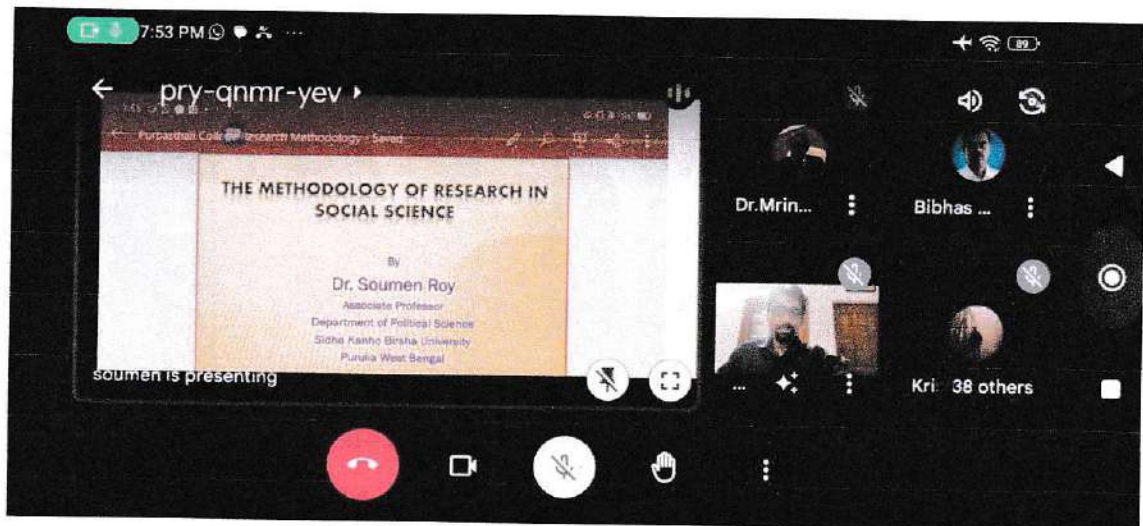 7:53 PM
89
pry-qnmr-yev
Research Methodology - Saved
THE METHODOLOGY OF RESEARCH IN
SOCIAL SCIENCE
By
Dr. Soumen Roy
Associate Professor
Department of Political Science
Sidho Kanho Birsha University
Purulia West Bengal
soumen is presenting
Dr.Mrin...
Bibhas ...
...
Kri
38 others